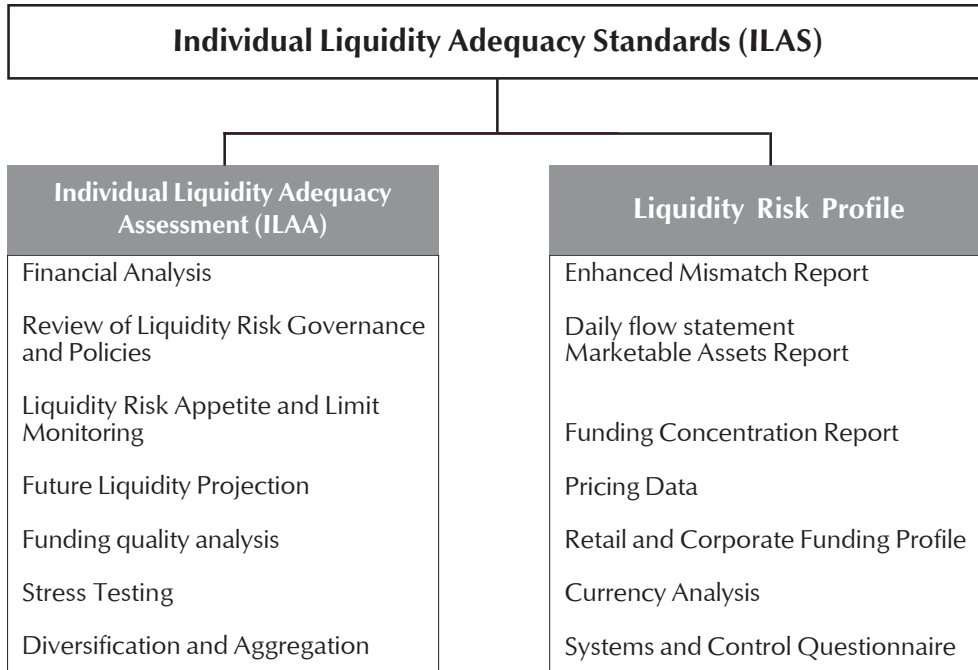 Individual Liquidity Adequacy Standards (ILAS)
Individual Liquidity Adequacy
Assessment (ILAA)
Financial Analysis
Review of Liquidity Risk Governance
and Policies
Liquidity Risk Appetite and Limit
Monitoring
Future Liquidity Projection
Funding quality analysis
Stress Testing
Diversification and Aggregation
Liquidity Risk Profile
Enhanced Mismatch Report
Daily flow statement
Marketable Assets Report
Funding Concentration Report
Pricing Data
Retail and Corporate Funding Profile
Currency Analysis
Systems and Control Questionnaire